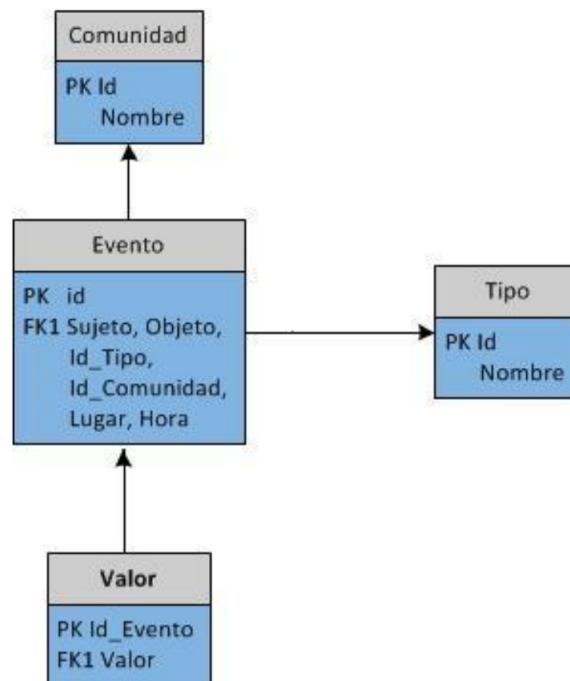 Comunidad
PK Id
Nombre
Evento
PK id
FK1 Sujeto, Objeto,
Id_Tipo,
Id_Comunidad,
Lugar, Hora
Tipo
PK Id
Nombre
Valor
PK Id_Evento
FK1 Valor